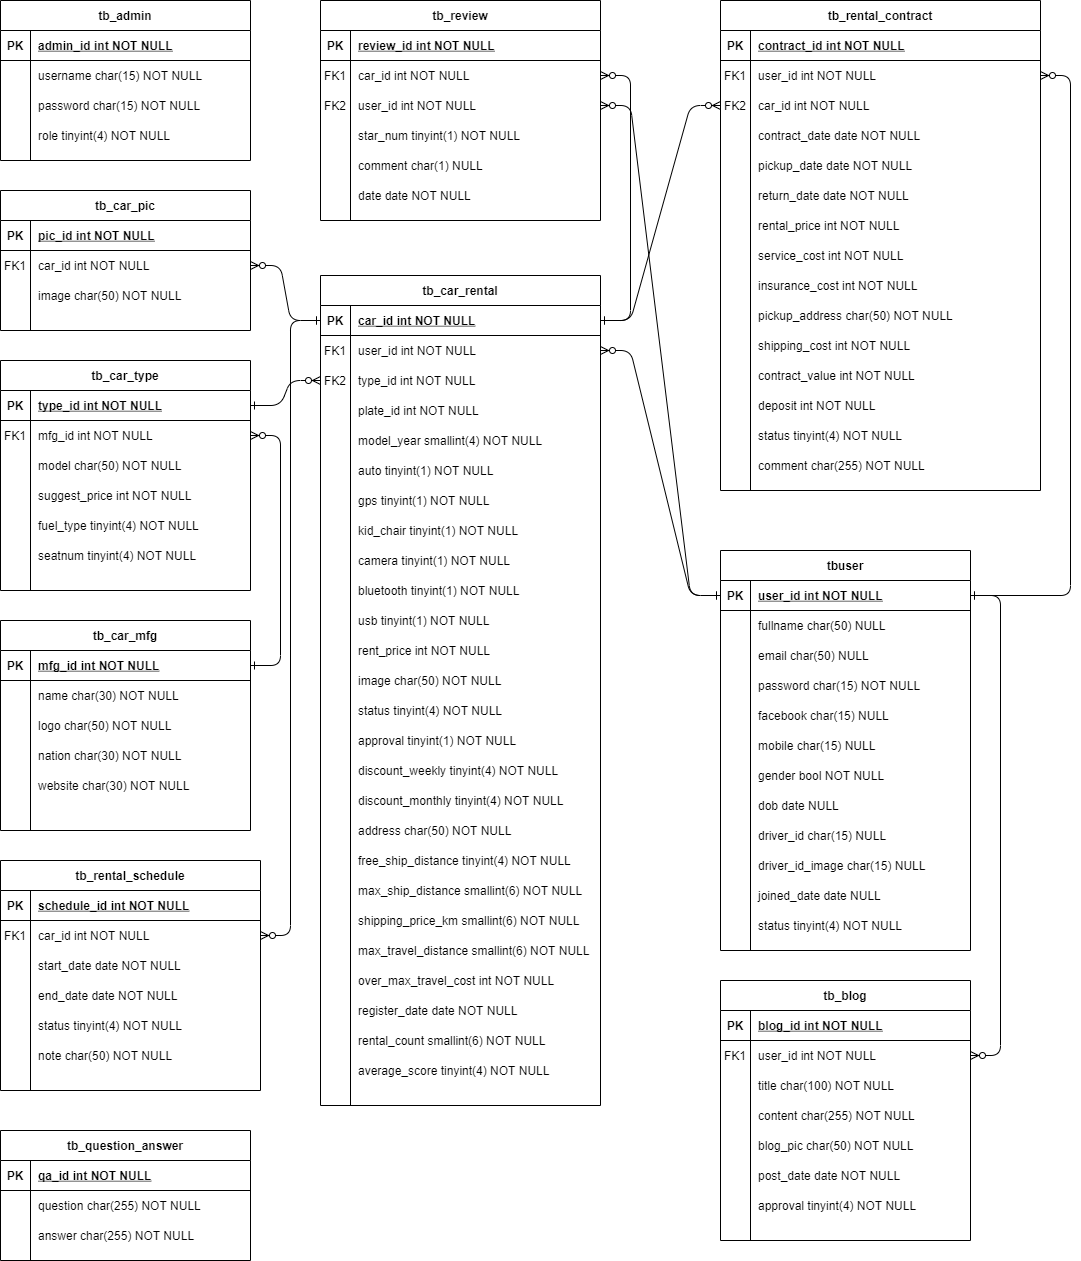 tb_admin
PK admin_id int NOT NULL
username char(15) NOT NULL
password char(15) NOT NULL
role tinyint(4) NOT NULL
tb_car_pic
PK pic_id int NOT NULL
FK1 car_id int NOT NULL
image char(50) NOT NULL
tb_car_type
PK type_id int NOT NULL
FK1 mfg_id int NOT NULL
model char(50) NOT NULL
suggest_price int NOT NULL
fuel_type tinyint(4) NOT NULL
seatnum tinyint(4) NOT NULL
tb_car_mfg
PK mfg_id int NOT NULL
name char(30) NOT NULL
logo char(50) NOT NULL
nation char(30) NOT NULL
website char(30) NOT NULL
tb_rental_schedule
PK schedule_id int NOT NULL
FK1 car_id int NOT NULL
start_date date NOT NULL
end_date date NOT NULL
status tinyint(4) NOT NULL
note char(50) NOT NULL
tb_question_answer
PK qa_id int NOT NULL
question char(255) NOT NULL
answer char(255) NOT NULL
tb_review
PK review_id int NOT NULL
FK1 car_id int NOT NULL
FK2 user_id int NOT NULL
star_num tinyint(1) NOT NULL
comment char(1) NULL
date date NOT NULL
tb_car_rental
PK car_id int NOT NULL
FK1 user_id int NOT NULL
FK2 type_id int NOT NULL
plate_id int NOT NULL
model_year smallint(4) NOT NULL
auto tinyint(1) NOT NULL
gps tinyint(1) NOT NULL
kid_chair tinyint(1) NOT NULL
camera tinyint(1) NOT NULL
bluetooth tinyint(1) NOT NULL
usb tinyint(1) NOT NULL
rent_price int NOT NULL
image char(50) NOT NULL
status tinyint(4) NOT NULL
approval tinyint(1) NOT NULL
discount_weekly tinyint(4) NOT NULL
discount_monthly tinyint(4) NOT NULL
address char(50) NOT NULL
free_ship_distance tinyint(4) NOT NULL
max_ship_distance smallint(6) NOT NULL
shipping_price_km smallint(6) NOT NULL
max_travel_distance smallint(6) NOT NULL
over_max_travel_cost int NOT NULL
register_date date NOT NULL
rental_count smallint(6) NOT NULL
average_score tinyint(4) NOT NULL
tb_rental_contract
PK contract_id int NOT NULL
FK1 user_id int NOT NULL
FK2 car_id int NOT NULL
contract_date date NOT NULL
pickup_date date NOT NULL
return_date date NOT NULL
rental_price int NOT NULL
service_cost int NOT NULL
insurance_cost int NOT NULL
pickup_address char(50) NOT NULL
shipping_cost int NOT NULL
contract_value int NOT NULL
deposit int NOT NULL
status tinyint(4) NOT NULL
comment char(255) NOT NULL
tbuser
PK user_id int NOT NULL
fullname char(50) NULL
email char(50) NULL
password char(15) NOT NULL
facebook char(15) NULL
mobile char(15) NULL
gender bool NOT NULL
dob date NULL
driver_id char(15) NULL
driver_id_image char(15) NULL
joined_date date NULL
status tinyint(4) NOT NULL
tb_blog
PK blog_id int NOT NULL
FK1 user_id int NOT NULL
title char(100) NOT NULL
content char(255) NOT NULL
blog_pic char(50) NOT NULL
post_date date NOT NULL
approval tinyint(4) NOT NULL